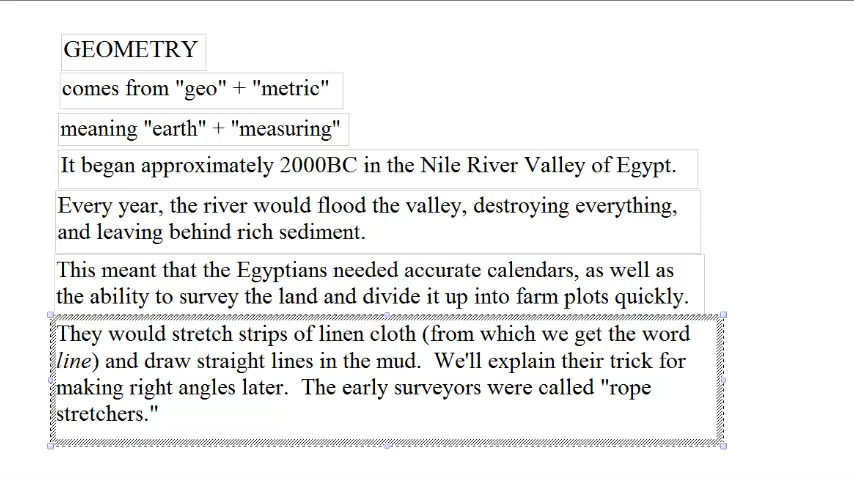 GEOMETRY
comes from "geo" + "metric"
meaning "earth" + "measuring"
It began approximately 2000BC in the Nile River Valley of Egypt.
Every year, the river would flood the valley, destroying everything,
and leaving behind rich sediment.
This meant that the Egyptians needed accurate calendars, as well as
the ability to survey the land and divide it up into farm plots quickly.
They would stretch strips of linen cloth (from which we get the word
line) and draw straight lines in the mud.  We'll explain their trick for
making right angles later.  The early surveyors were called "rope
stretchers."